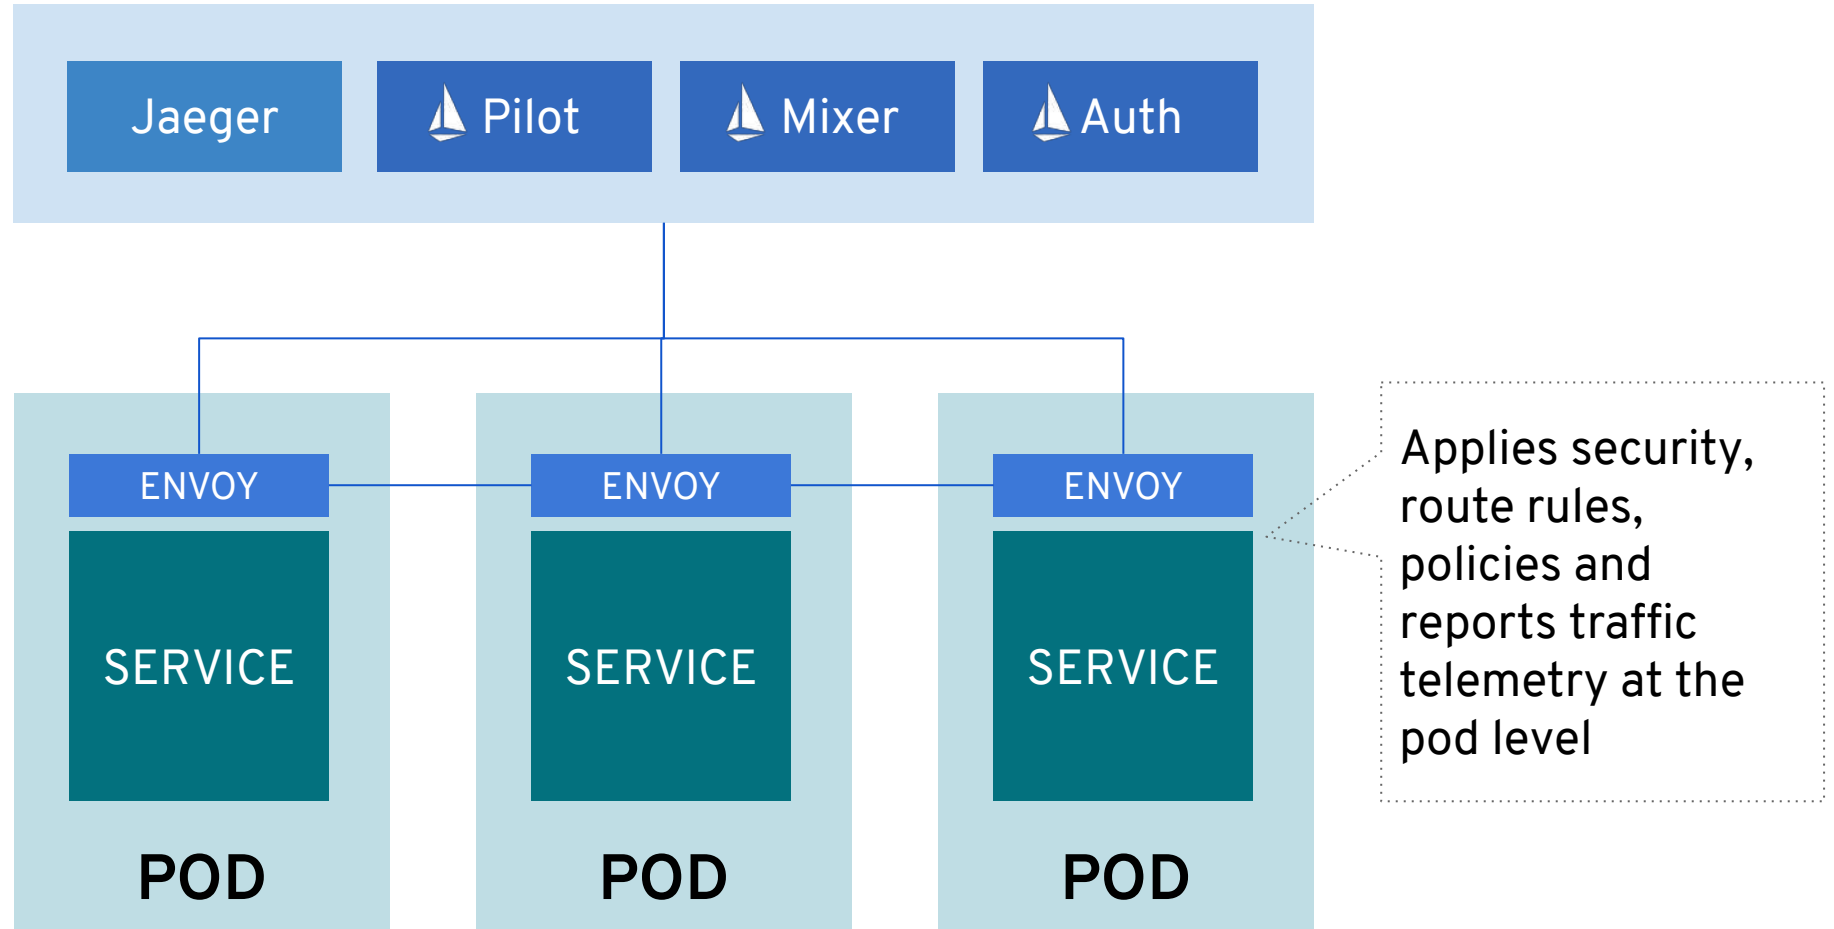 Jaeger
Pilot
Mixer
Auth
ENVOY
ENVOY
ENVOY
SERVICE
SERVICE
SERVICE
POD
POD
POD
Applies security,
route rules,
policies and
reports traffic
telemetry at the
pod level